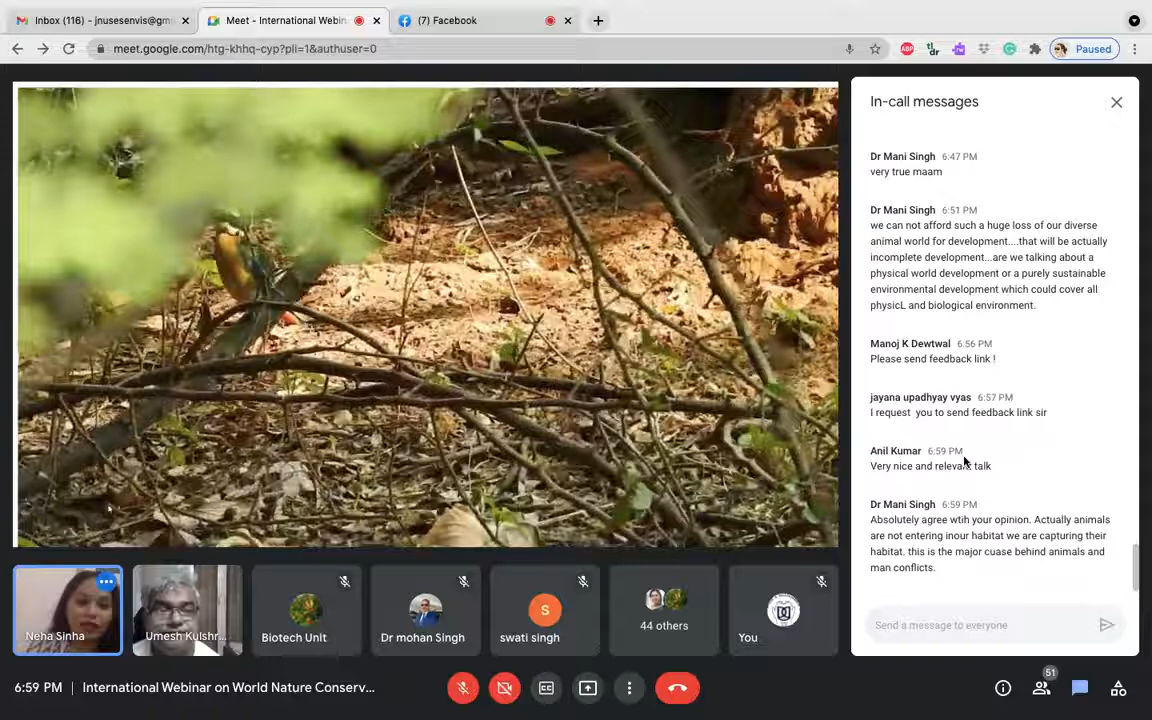 Inbox (116) - jnusesenvis@gm
Meet - International Webin
(7) Facebook
meet.google.com/htg-khhq-cyp?pli=1&authuser=0
ABP
tl;dr
Paused
In-call messages
Dr Mani Singh 6:47 PM
very true maam
Dr Mani Singh 6:51 PM
we can not afford such a huge loss of our diverse
animal world for development....that will be actually
incomplete development...are we talking about a
physical world development or a purely sustainable
environmental development which could cover all
physicL and biological environment.
Manoj K Dewtwal 6:56 PM
Please send feedback link !
jayana upadhyay vyas 6:57 PM
I request you to send feedback link sir
Anil Kumar 6:59 PM
Very nice and relevant talk
Dr Mani Singh 6:59 PM
Absolutely agree wtih your opinion. Actually animals
are not entering inour habitat we are capturing their
habitat. this is the major cuase behind animals and
man conflicts.
Send a message to everyone
Neha Sinha
Umesh Kulshr...
Biotech Unit
Dr mohan Singh
S
swati singh
44 others
You
6:59 PM | International Webinar on World Nature Conserv...
CC
51